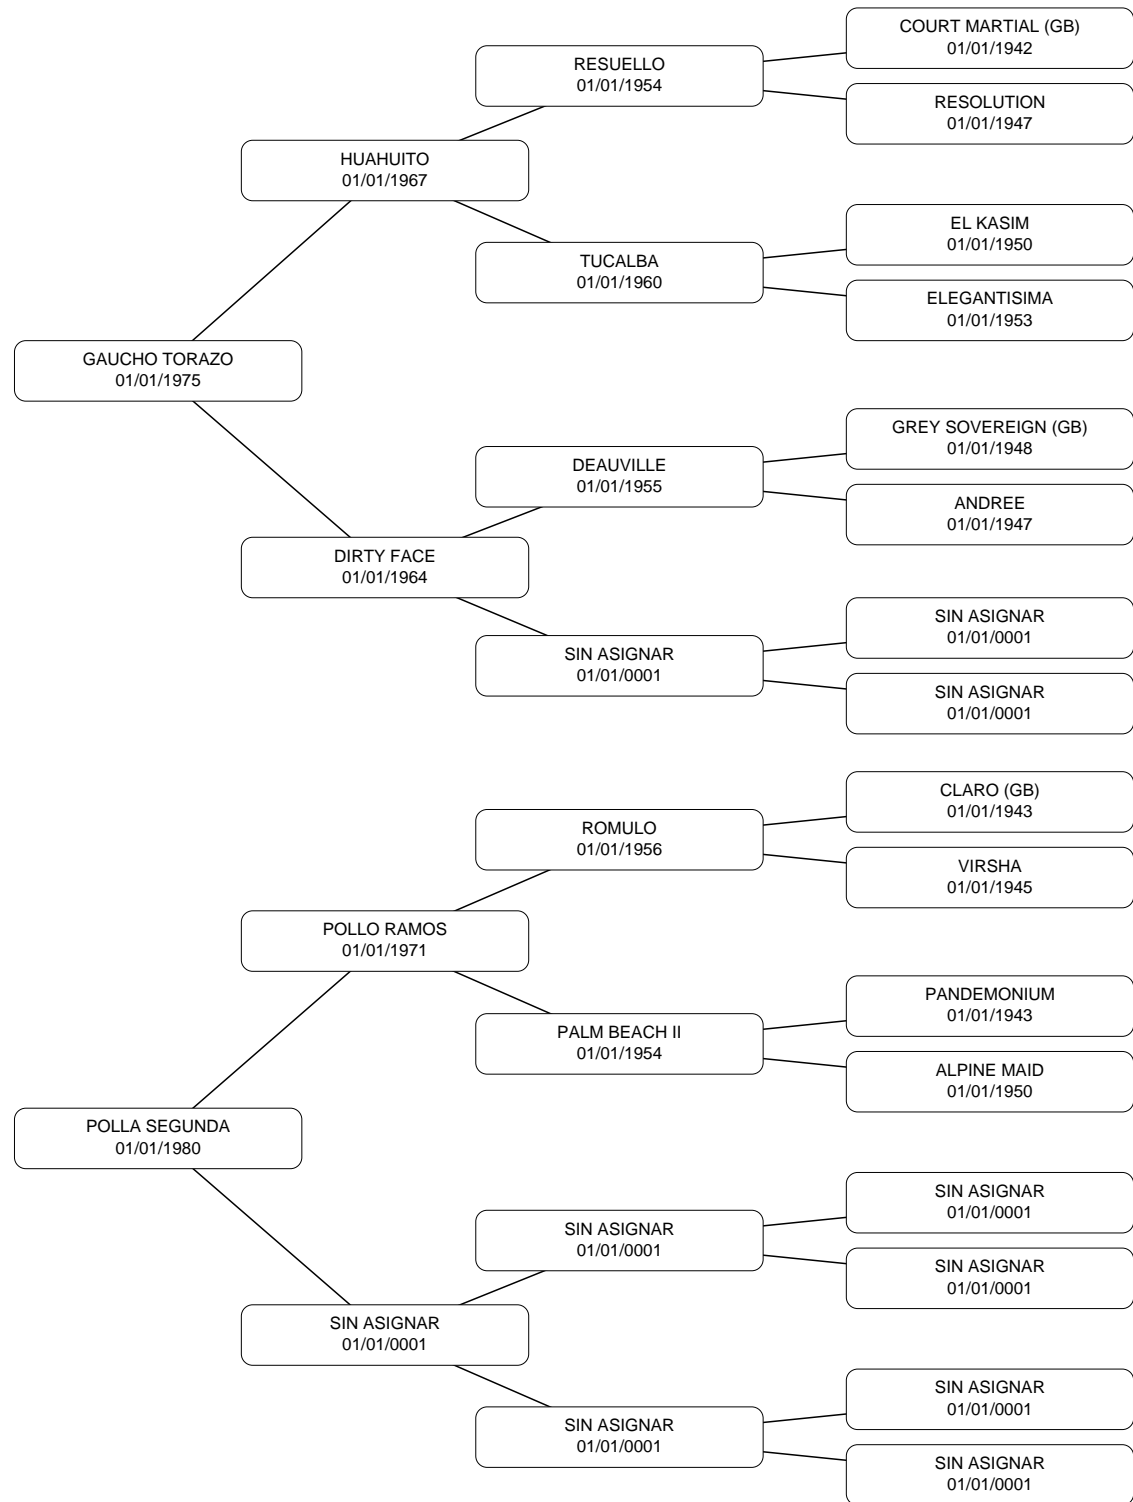 COURT MARTIAL (GB)
01/01/1942
RESUELLO
01/01/1954
RESOLUTION
01/01/1947
HUAHUITO
01/01/1967
EL KASIM
01/01/1950
TUCALBA
01/01/1960
ELEGANTISIMA
01/01/1953
GAUCHO TORAZO
01/01/1975
GREY SOVEREIGN (GB)
01/01/1948
DEAUVILLE
01/01/1955
ANDREE
01/01/1947
DIRTY FACE
01/01/1964
SIN ASIGNAR
01/01/0001
SIN ASIGNAR
01/01/0001
SIN ASIGNAR
01/01/0001
CLARO (GB)
01/01/1943
ROMULO
01/01/1956
VIRSHA
01/01/1945
POLLO RAMOS
01/01/1971
PANDEMONIUM
01/01/1943
PALM BEACH II
01/01/1954
ALPINE MAID
01/01/1950
POLLA SEGUNDA
01/01/1980
SIN ASIGNAR
01/01/0001
SIN ASIGNAR
01/01/0001
SIN ASIGNAR
01/01/0001
SIN ASIGNAR
01/01/0001
SIN ASIGNAR
01/01/0001
SIN ASIGNAR
01/01/0001
SIN ASIGNAR
01/01/0001